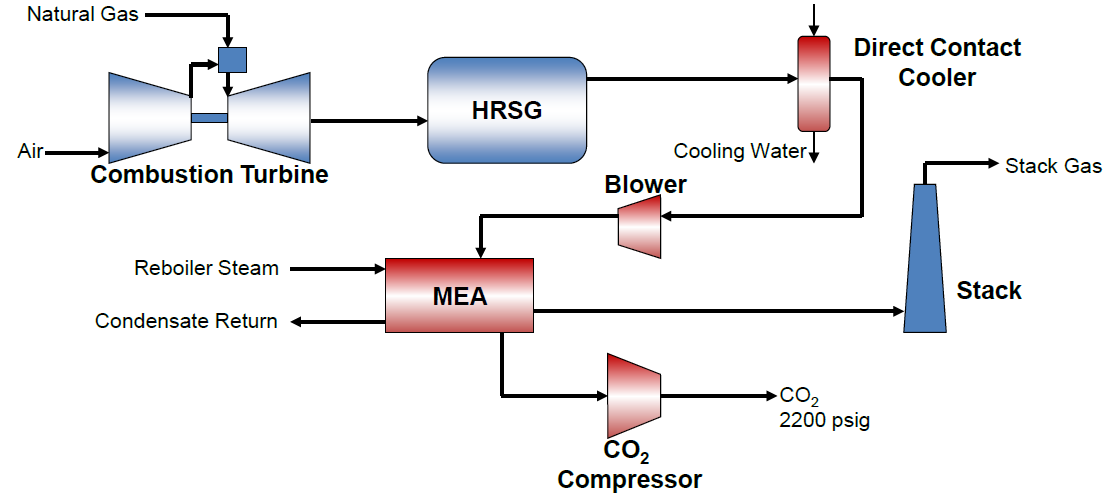 Natural Gas
Air
Combustion Turbine
HRSG
Direct Contact
Cooler
Cooling Water
Blower
Stack Gas
Reboiler Steam
MEA
Condensate Return
Stack
CO₂
2200 psig
CO₂
Compressor